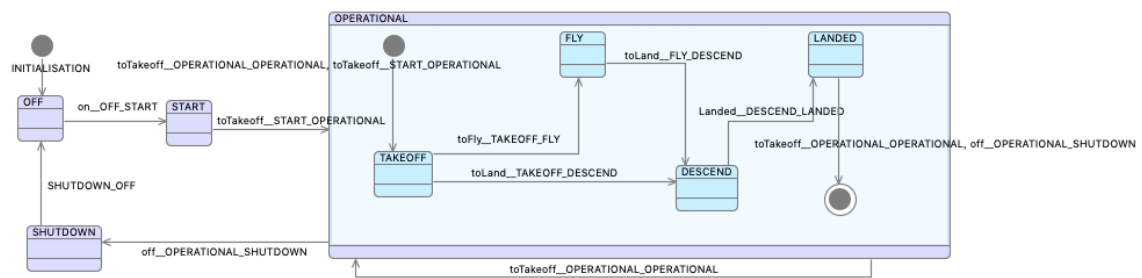 OPERATIONAL
FLY
LANDED
INITIALISATION
toTakeoff__OPERATIONAL_OPERATIONAL, toTakeoff__START_OPERATIONAL
toLand__FLY_DESCEND
OFF
on__OFF_START
START
toTakeoff__START_OPERATIONAL
Landed__DESCEND_LANDED
toFly__TAKEOFF_FLY
toTakeoff__OPERATIONAL_OPERATIONAL, off__OPERATIONAL_SHUTDOWN
TAKEOFF
toLand__TAKEOFF_DESCEND
DESCEND
SHUTDOWN_OFF
SHUTDOWN
off__OPERATIONAL_SHUTDOWN
toTakeoff__OPERATIONAL_OPERATIONAL